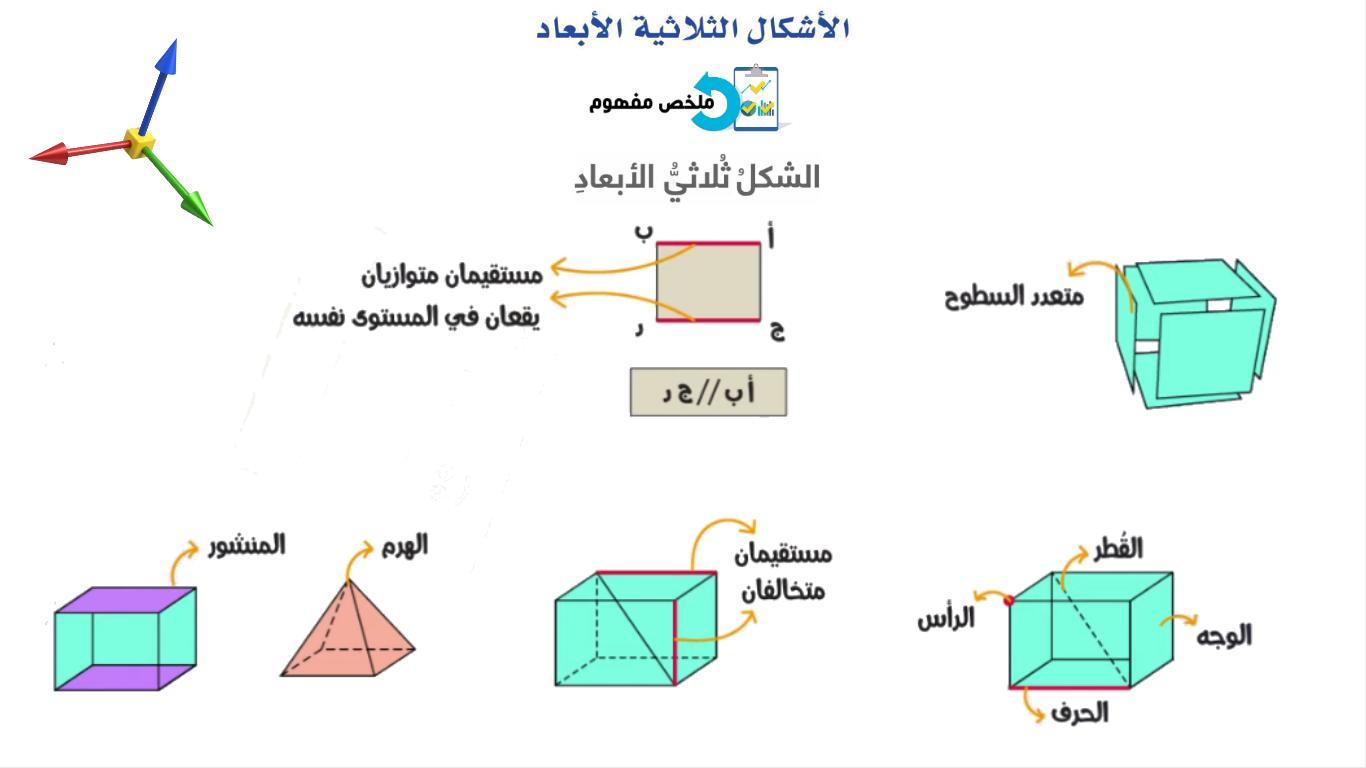 الأشكال الثلاثية الأبعاد
ملخص مفهوم
الشكلُ ثُلاثيُّ الأبعادِ
متعدد السطوح
أ
ب
ج
ر
مستقيمان متوازيان
يقعان في المستوى نفسه
أ ب // ج ر
القُطر
الرأس
الوجه
الحرف
مستقيمان
متخالفان
الهرم
المنشور